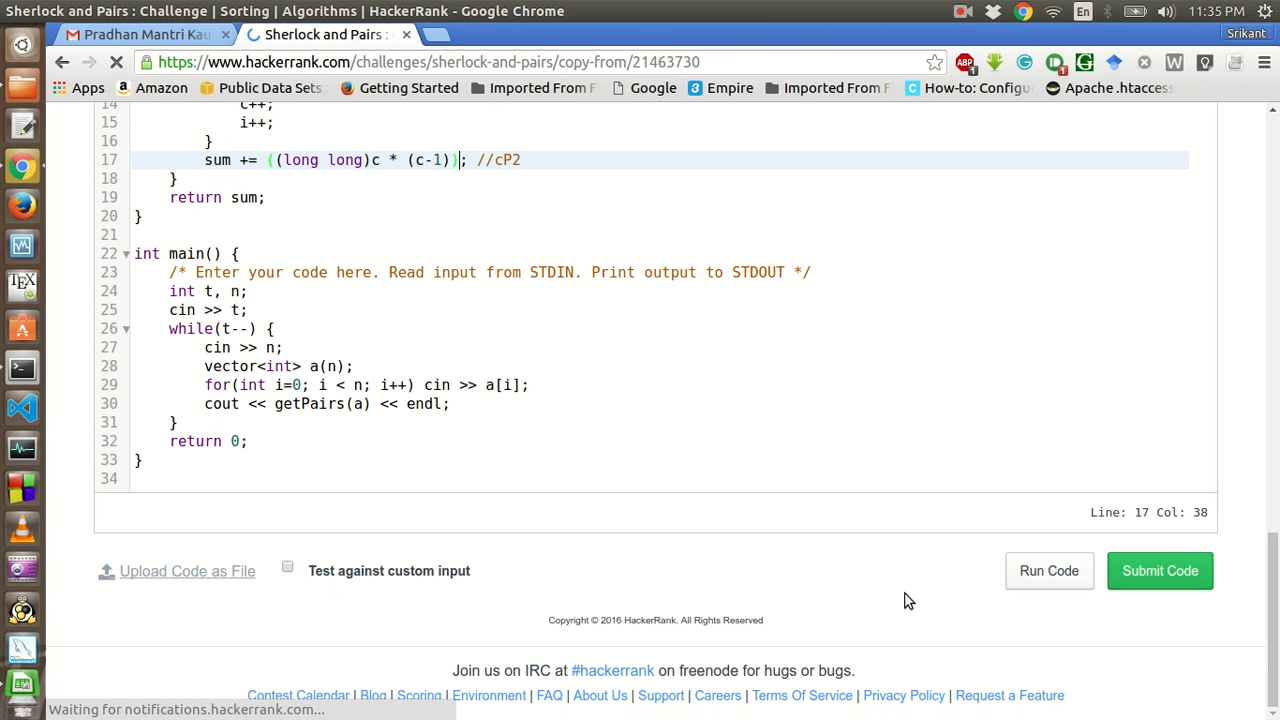 Sherlock and Pairs : Challenge | Sorting | Algorithms | HackerRank - Google Chrome
En
11:35 PM
Pradhan Mantri Kau
Sherlock and Pairs :
Srikant
https://www.hackerrank.com/challenges/sherlock-and-pairs/copy-from/21463730
Apps
Amazon
Public Data Sets
Getting Started
Imported From F
Google
Empire
Imported From F
How-to: Configu
Apache .htaccess
14 c++;
15 i++;
16 }
17 sum += ((long long)c * (c-1)); //cP2
18 }
19 return sum;
20 }
21
22 int main() {
23 /* Enter your code here. Read input from STDIN. Print output to STDOUT */
24 int t, n;
25 cin >> t;
26 while(t--) {
27 cin >> n;
28 vector<int> a(n);
29 for(int i=0; i < n; i++) cin >> a[i];
30 cout << getPairs(a) << endl;
31 }
32 return 0;
33 }
34
Line: 17 Col: 38
Upload Code as File
Test against custom input
Run Code
Submit Code
Copyright © 2016 HackerRank. All Rights Reserved
Join us on IRC at #hackerrank on freenode for hugs or bugs.
Contest Calendar | Blog | Scoring | Environment | FAQ | About Us | Support | Careers | Terms Of Service | Privacy Policy | Request a Feature
Waiting for notifications.hackerrank.com...